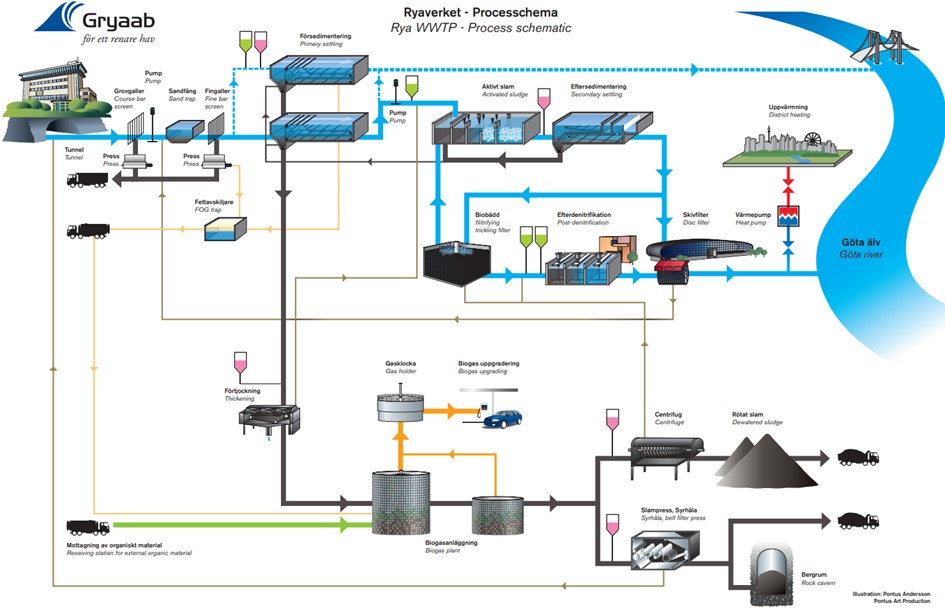 Gryaab
för ett renare hav
Ryaverket - Processchema
Rya WWTP - Process schematic
Försedimentering
Primary settling
Pump
Pump
Grovgaller
Course bar
screen
Sandfång
Sand trap
Fingaller
Fine bar
screen
Pump
Pump
Aktivt slam
Activated sludge
Eftersedimentering
Secondary settling
Uppvärmning
District heating
Tunnel
Tunnel
Press
Press
Press
Press
Fettavskiljare
FOG trap
Biobädd
Nitrifying
trickling filter
Efterdenitrifikation
Post-denitrification
Skivfilter
Disc filter
Värmepump
Heat pump
Göta älv
Göta river
Förtjockning
Thickening
Gasklocka
Gas holder
Biogas uppgradering
Biogas upgrading
Centrifug
Centrifuge
Rötat slam
Dewatered sludge
Slampress, Syrhåla
Syrhåla, belt filter press
Mottagning av organiskt material
Receiving station for external organic material
Biogasanläggning
Biogas plant
Bergrum
Rock cavern
Illustration: Pontus Andersson
Pontus Art Production